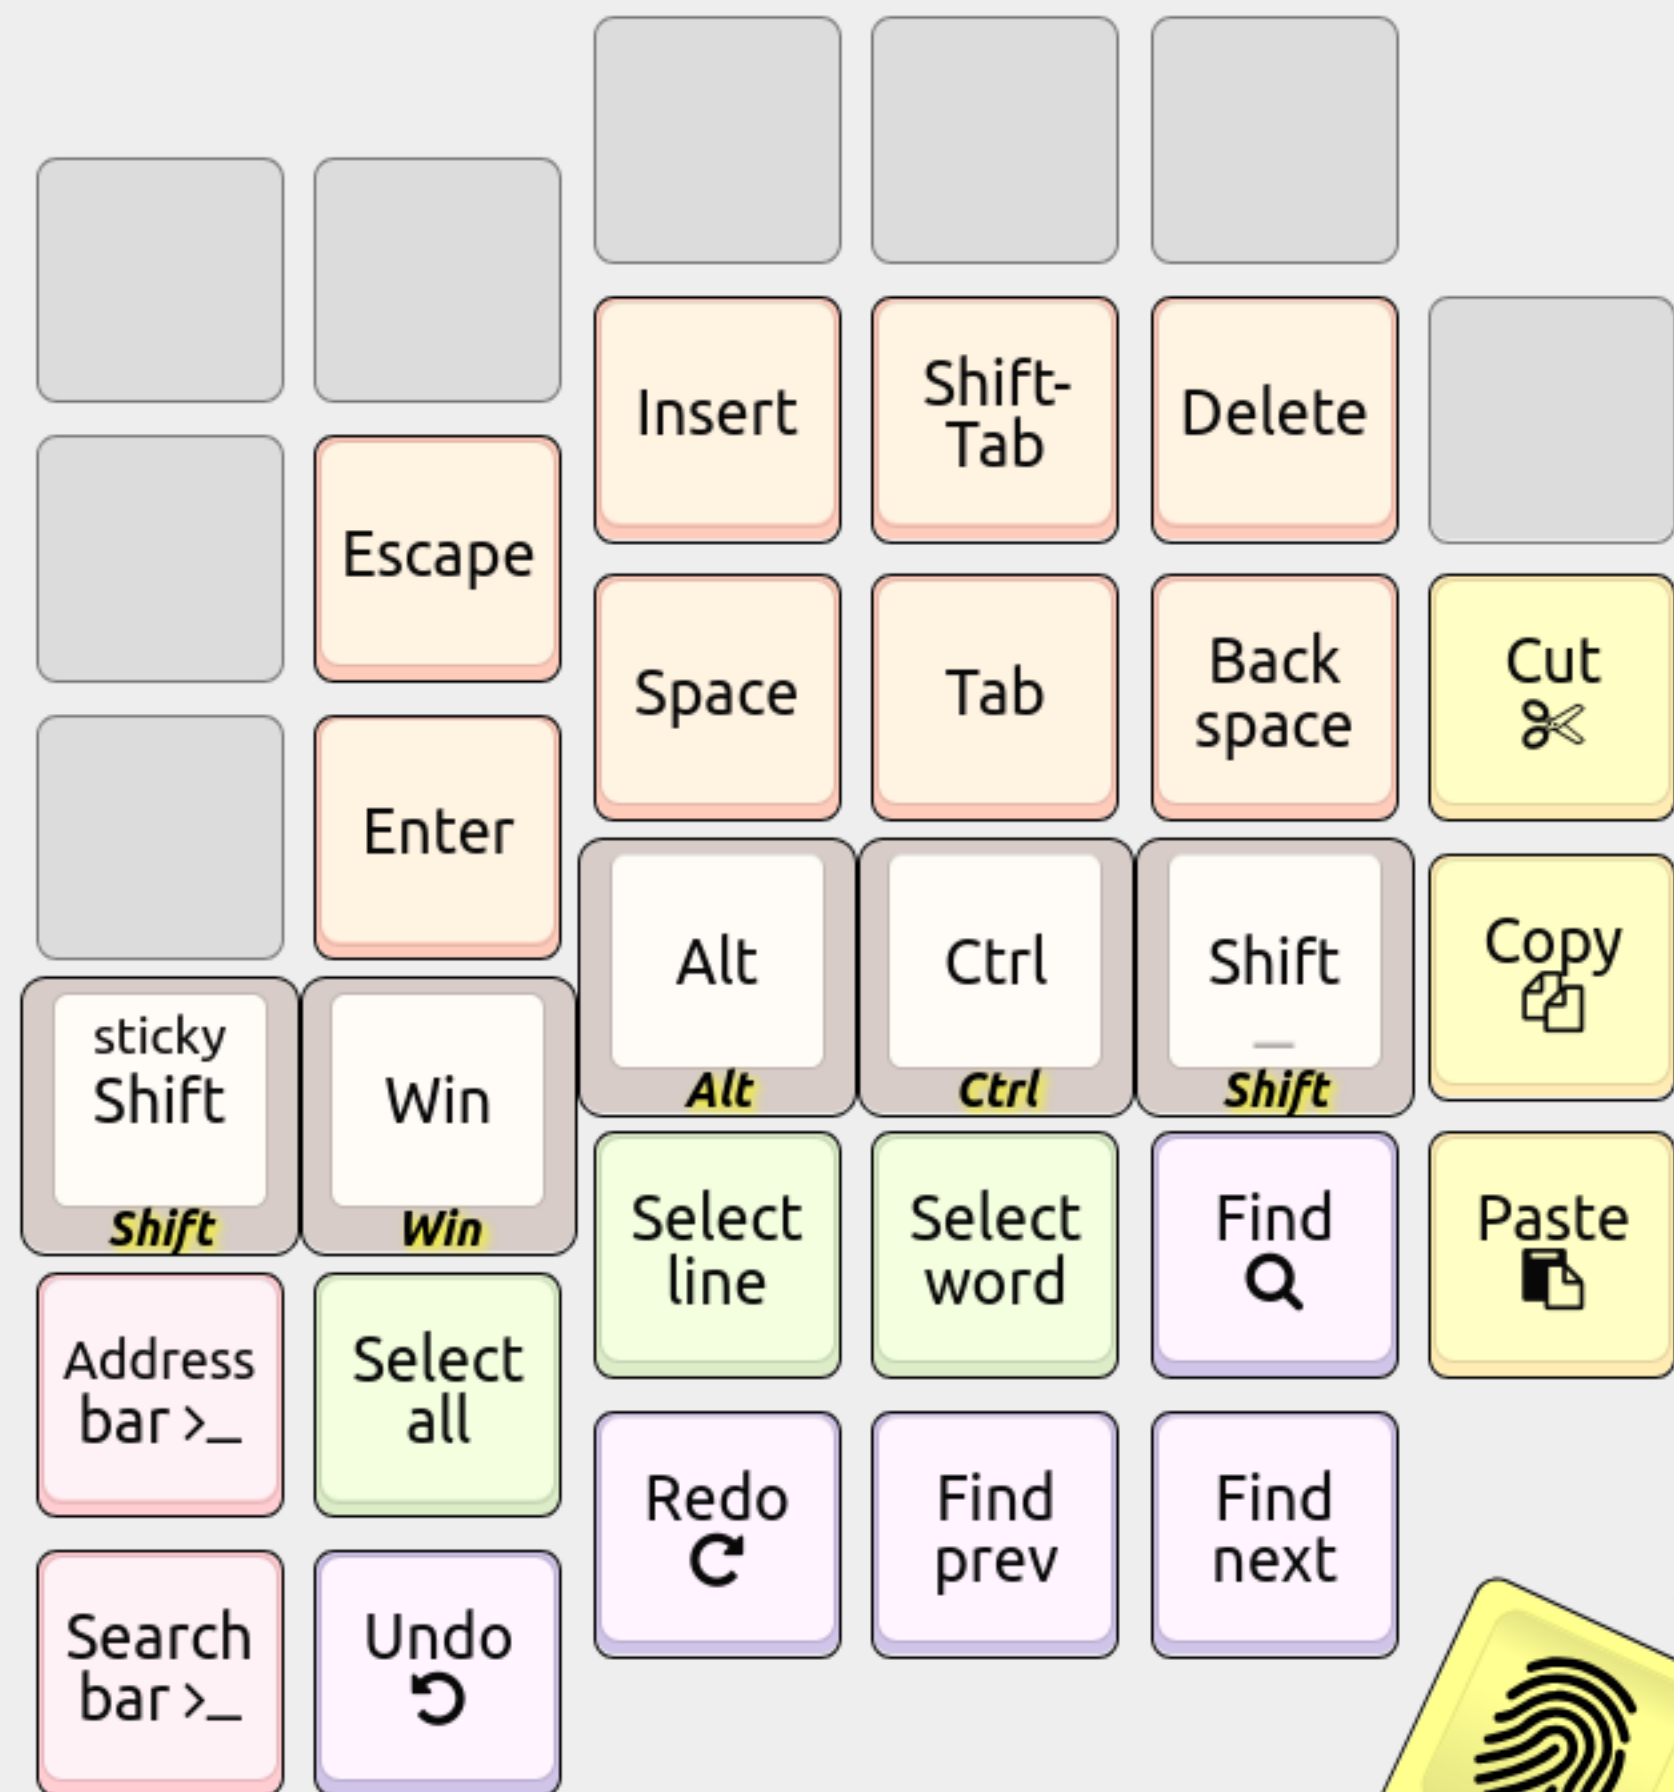 Insert
Shift-
Tab
Delete
Escape
Space
Tab
Back
space
Cut
Enter
Alt
Alt
Ctrl
Ctrl
Shift
_
Shift
Copy
sticky
Shift
Shift
Win
Win
Select
line
Select
word
Find
Paste
Address
bar >_
Select
all
Redo
Find
prev
Find
next
Search
bar >_
Undo